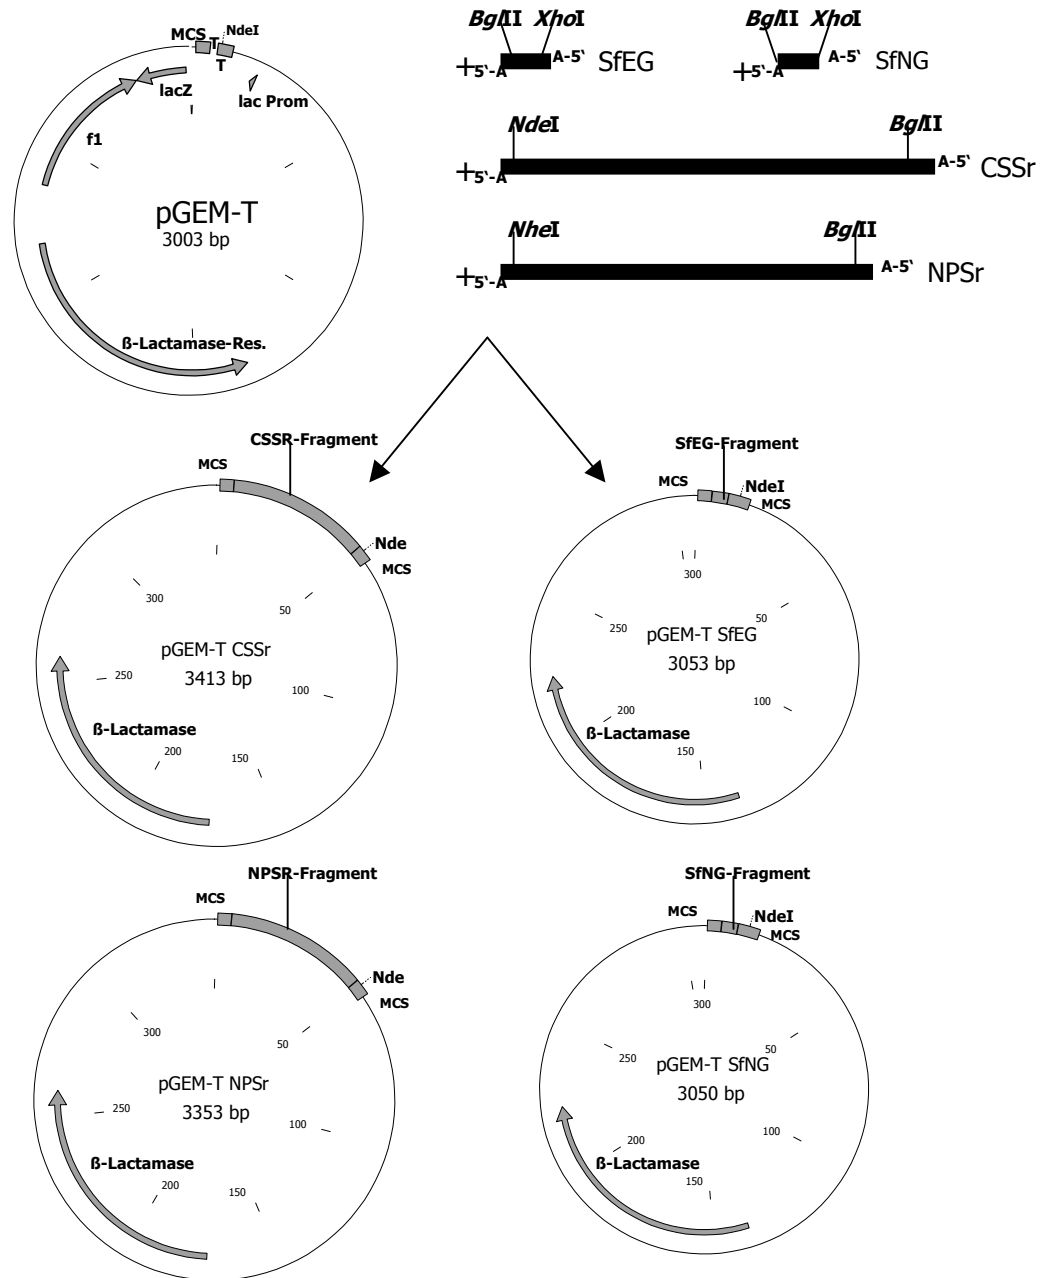 MCS T NdeI
T
lacZ
lac Prom
f1
pGEM-T
3003 bp
ß-Lactamase-Res.
BglII XhoI
+5‘-A A-5‘ SfEG
BglII XhoI
+5‘-A A-5‘ SfNG
NdeI BglII
+5‘-A A-5‘ CSSr
NheI BglII
+5‘-A A-5‘ NPSr
CSSR-Fragment
MCS
Nde
MCS
300
50
pGEM-T CSSr
3413 bp
250
100
ß-Lactamase
200
150
SfEG-Fragment
MCS
NdeI
MCS
300
50
250
pGEM-T SfEG
3053 bp
100
200
ß-Lactamase
150
NPSR-Fragment
MCS
Nde
MCS
300
50
pGEM-T NPSr
3353 bp
250
100
ß-Lactamase
200
150
SfNG-Fragment
MCS
NdeI
MCS
300
50
250
pGEM-T SfNG
3050 bp
100
200
ß-Lactamase
150